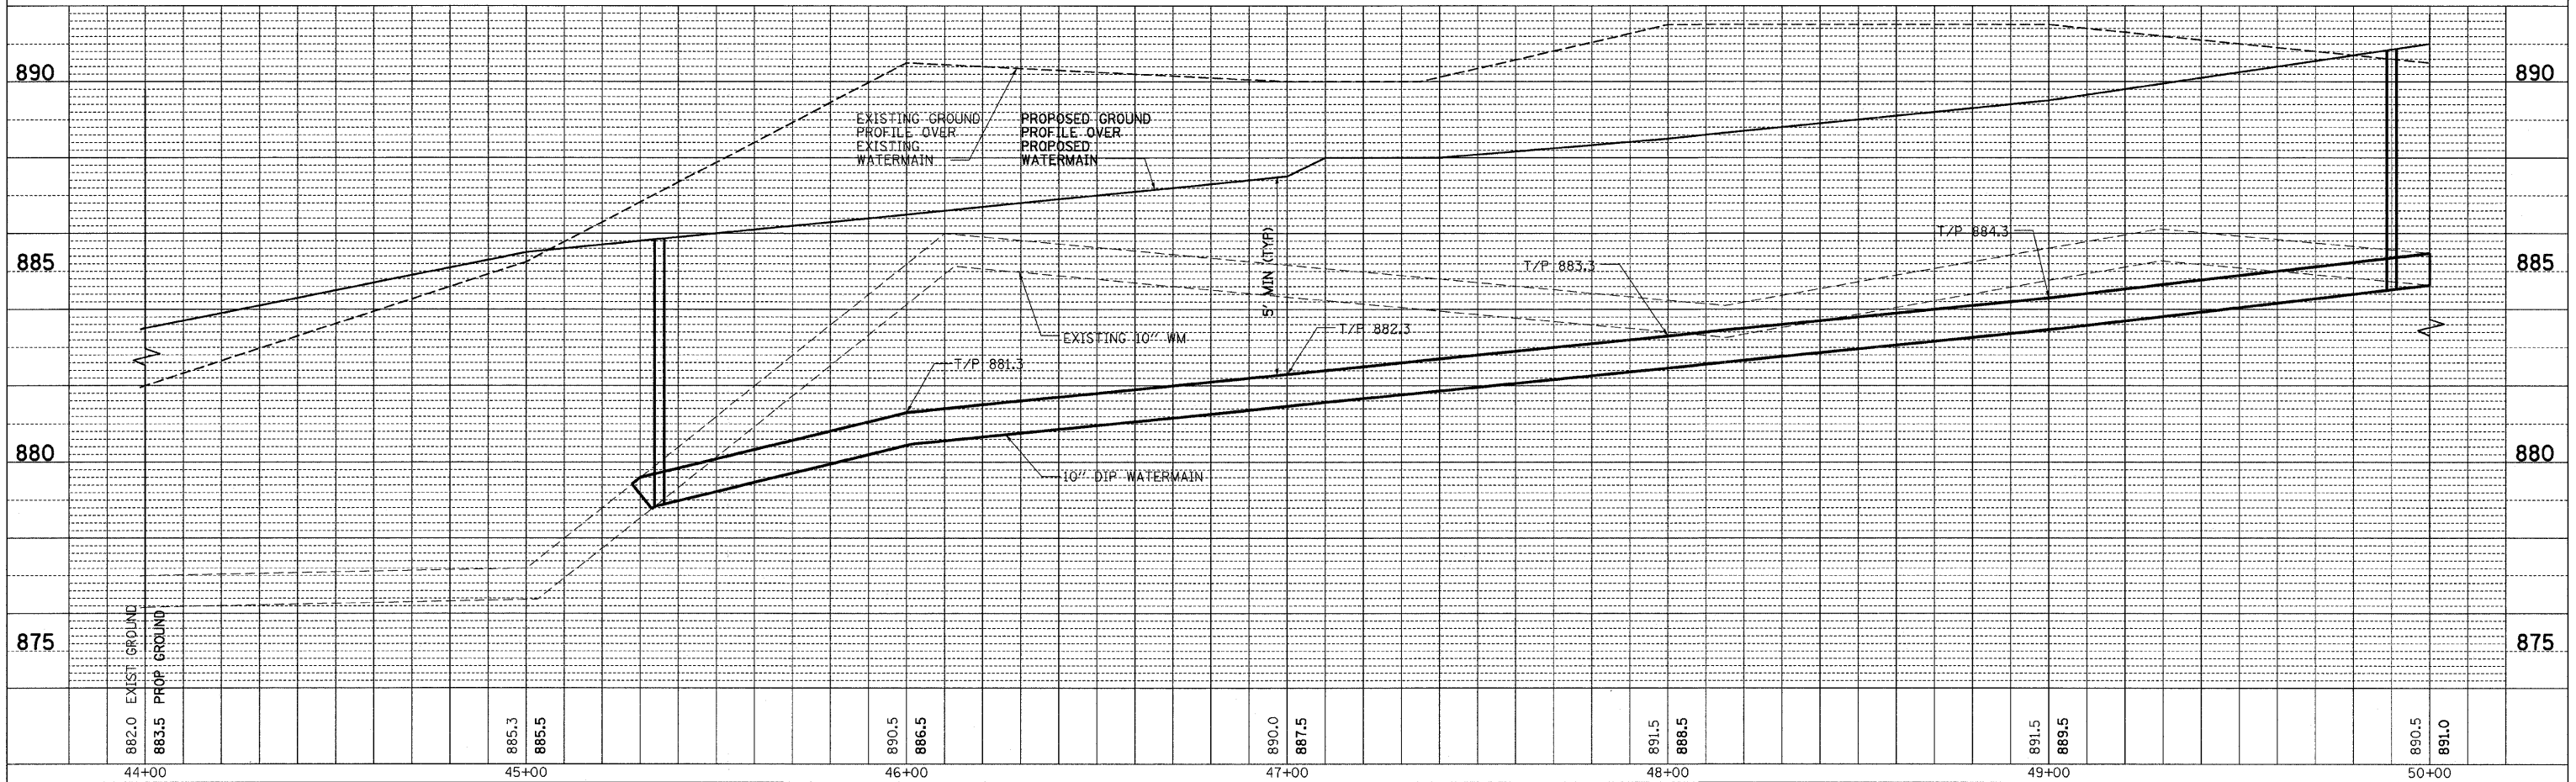 890
890
EXISTING GROUND
PROFILE OVER
EXISTING
WATERMAIN
PROPOSED GROUND
PROFILE OVER
PROPOSED
WATERMAIN
885
885
5' MIN (TYP)
T/P 884.3
T/P 883.3
T/P 882.3
EXISTING 10" WM
T/P 881.3
880
880
10" DIP WATERMAIN
875
875
882.0 EXIST GROUND
883.5 PROP GROUND
885.3
885.5
890.5
886.5
890.0
887.5
891.5
888.5
891.5
889.5
890.5
891.0
44+00
45+00
46+00
47+00
48+00
49+00
50+00